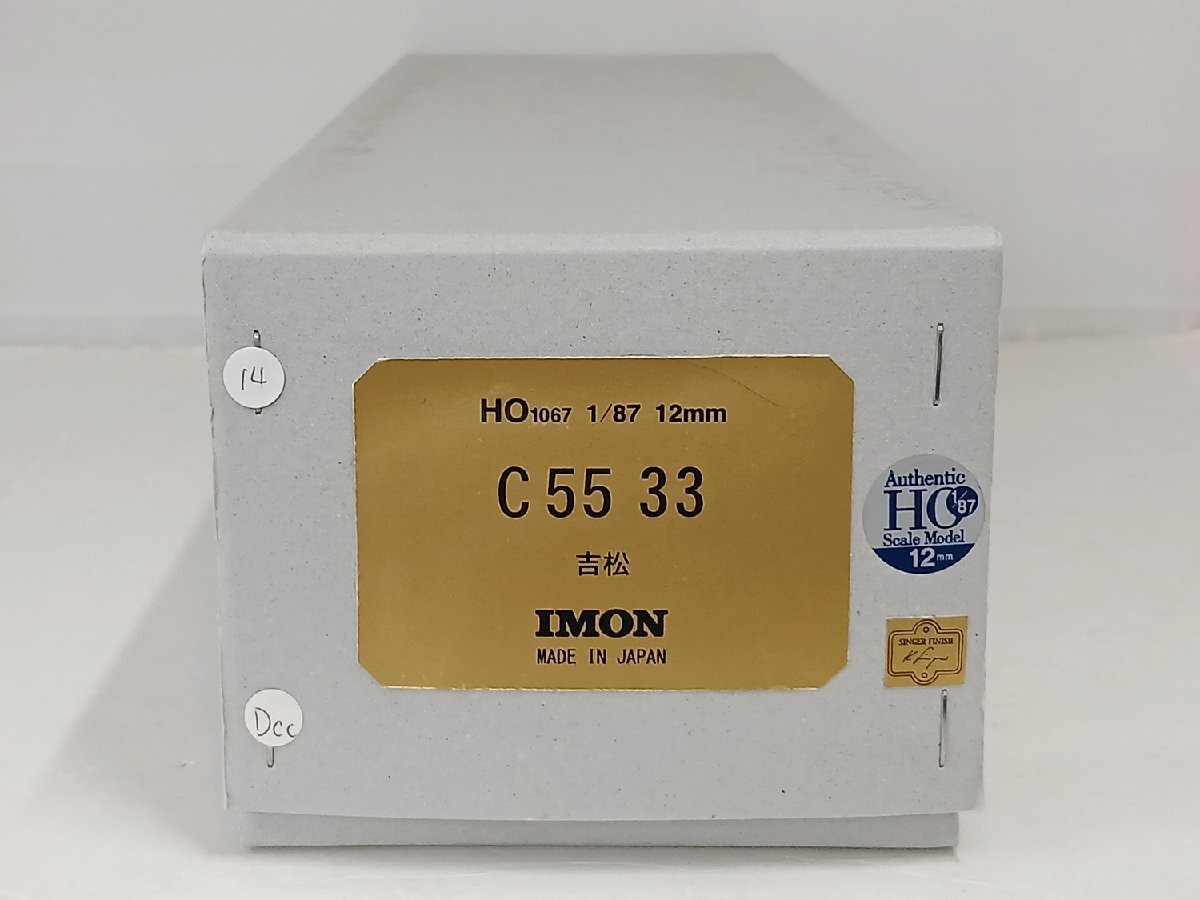 14
HO1067 1/87 12mm
C55 33
吉松
IMON
MADE IN JAPAN
Authentic
HO 1/87
Scale Model
12mm
SINGER FINISH
Dcc